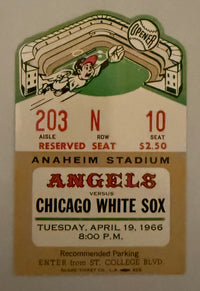 OPENER
203 N 10
AISLE ROW SEAT
RESERVED SEAT $2.50
ANAHEIM STADIUM
ANGELS
VERSUS
CHICAGO WHITE SOX
TUESDAY, APRIL 19, 1966
8:00 P.M.
Recommended Parking
ENTER from ST. COLLEGE BLVD.